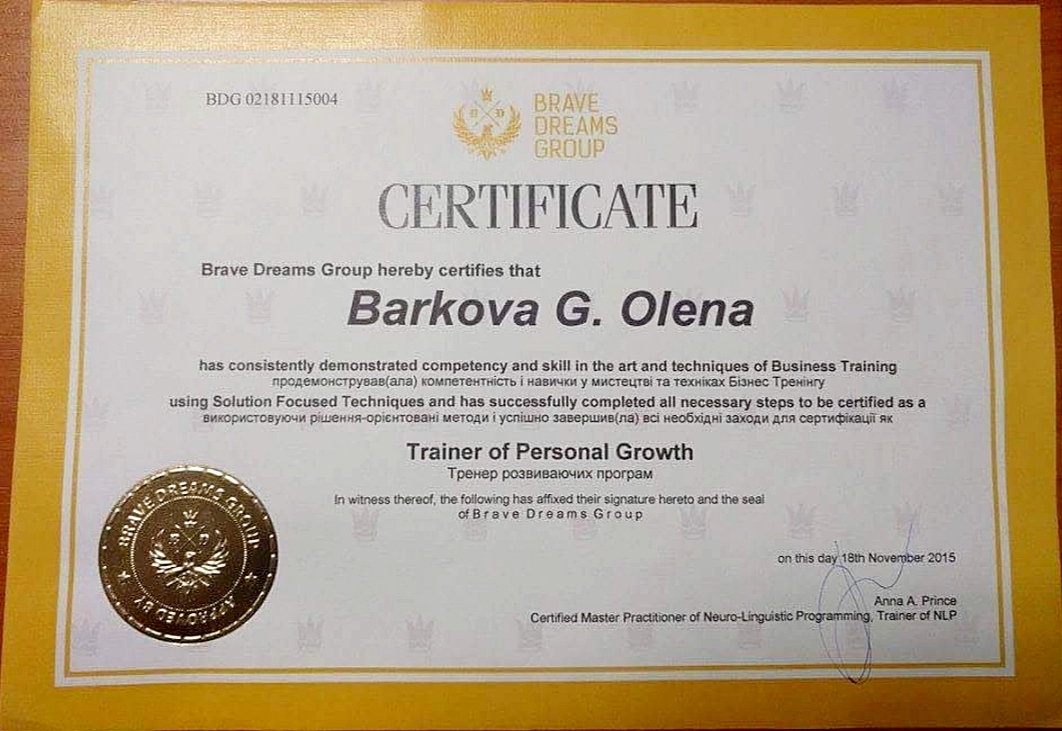 BDG 02181115004
BRAVE
DREAMS
GROUP
CERTIFICATE
Brave Dreams Group hereby certifies that
Barkova G. Olena
has consistently demonstrated competency and skill in the art and techniques of Business Training
продемонстрував(ала) компетентність і навички у мистецтві та техніках Бізнес Тренінгу
using Solution Focused Techniques and has successfully completed all necessary steps to be certified as a
використовуючи рішення-орієнтовані методи і успішно завершив(ла) всі необхідні заходи для сертифікації як
Trainer of Personal Growth
Тренер розвиваючих програм
In witness thereof, the following has affixed their signature hereto and the seal
of Brave Dreams Group
BRAVE DREAMS GROUP
APPROVED BY
on this day 18th November 2015
Anna A. Prince
Certified Master Practitioner of Neuro-Linguistic Programming, Trainer of NLP